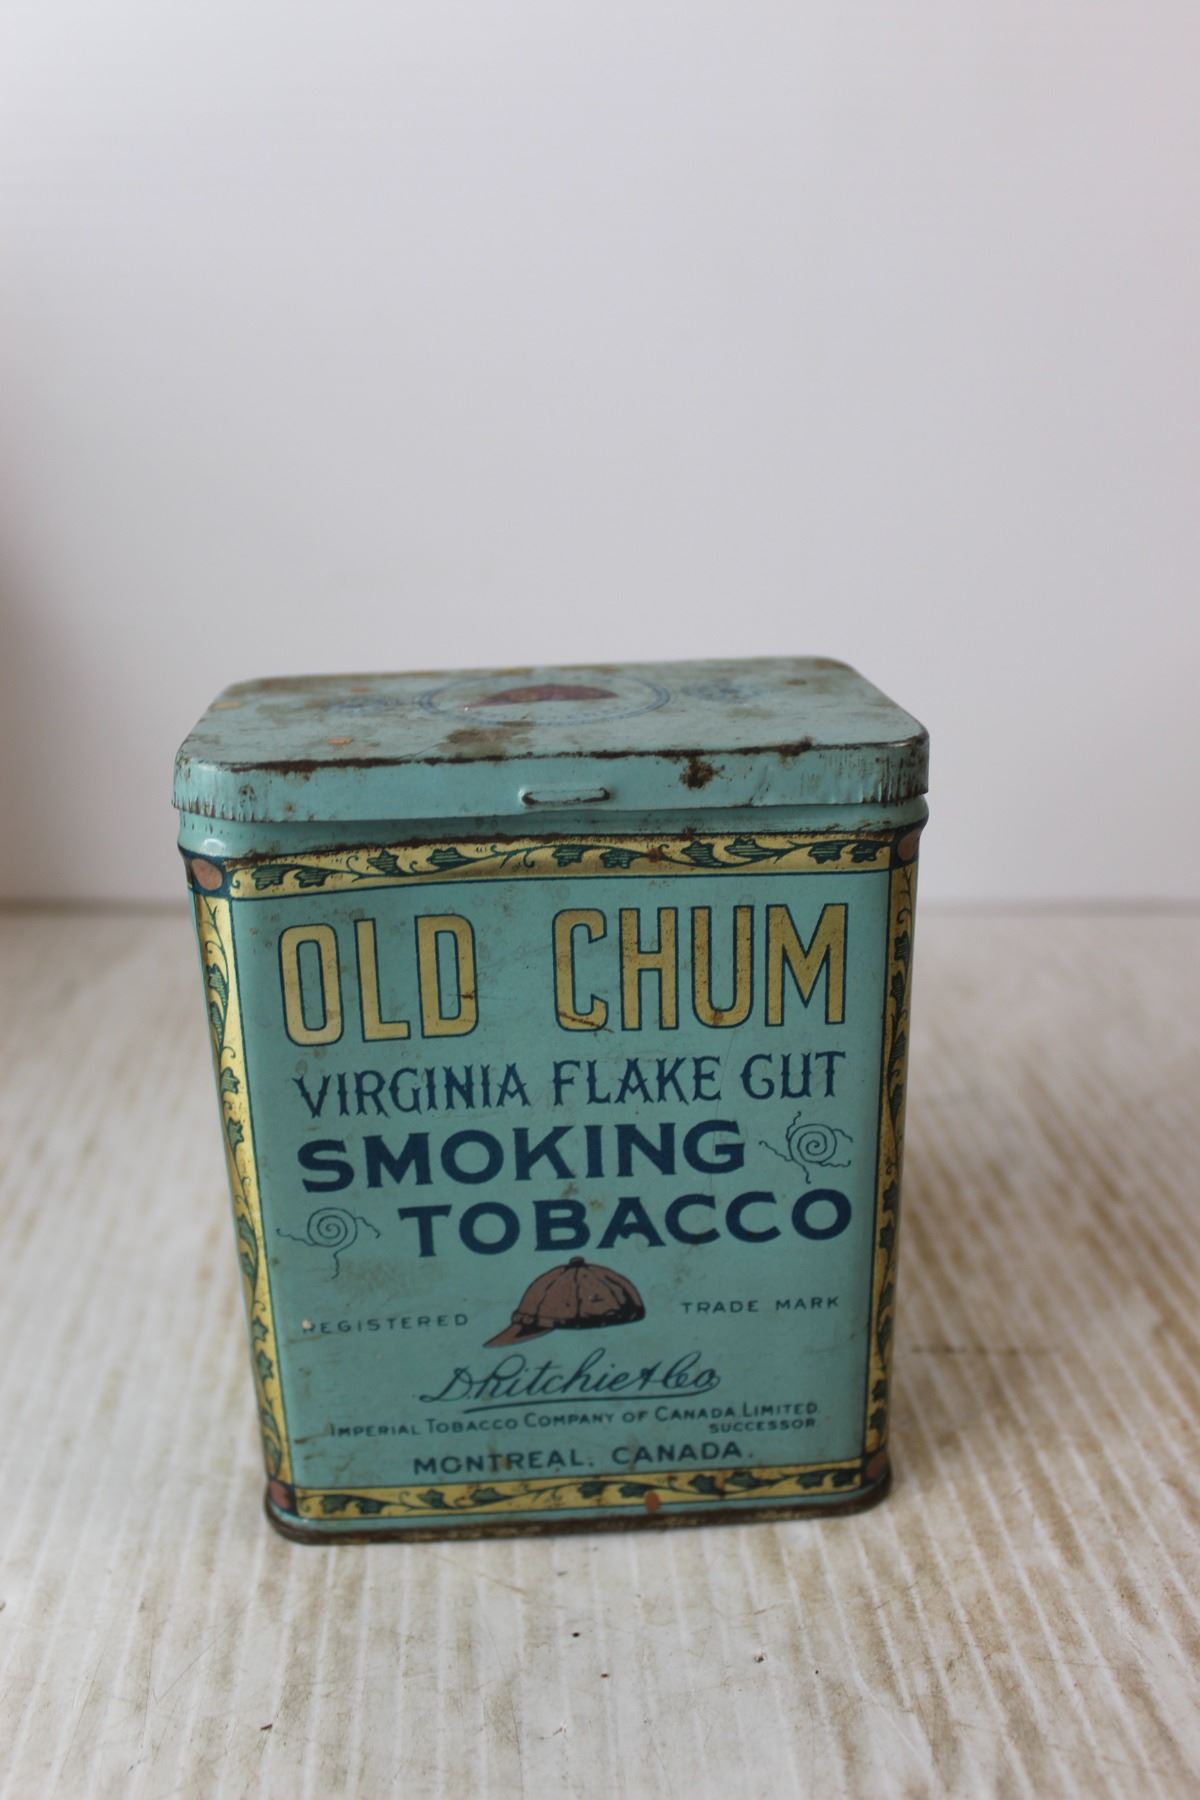 OLD CHUM
VIRGINIA FLAKE CUT
SMOKING
TOBACCO
REGISTERED TRADE MARK
D Ritchie & Co
IMPERIAL TOBACCO COMPANY OF CANADA LIMITED
SUCCESSOR
MONTREAL, CANADA.